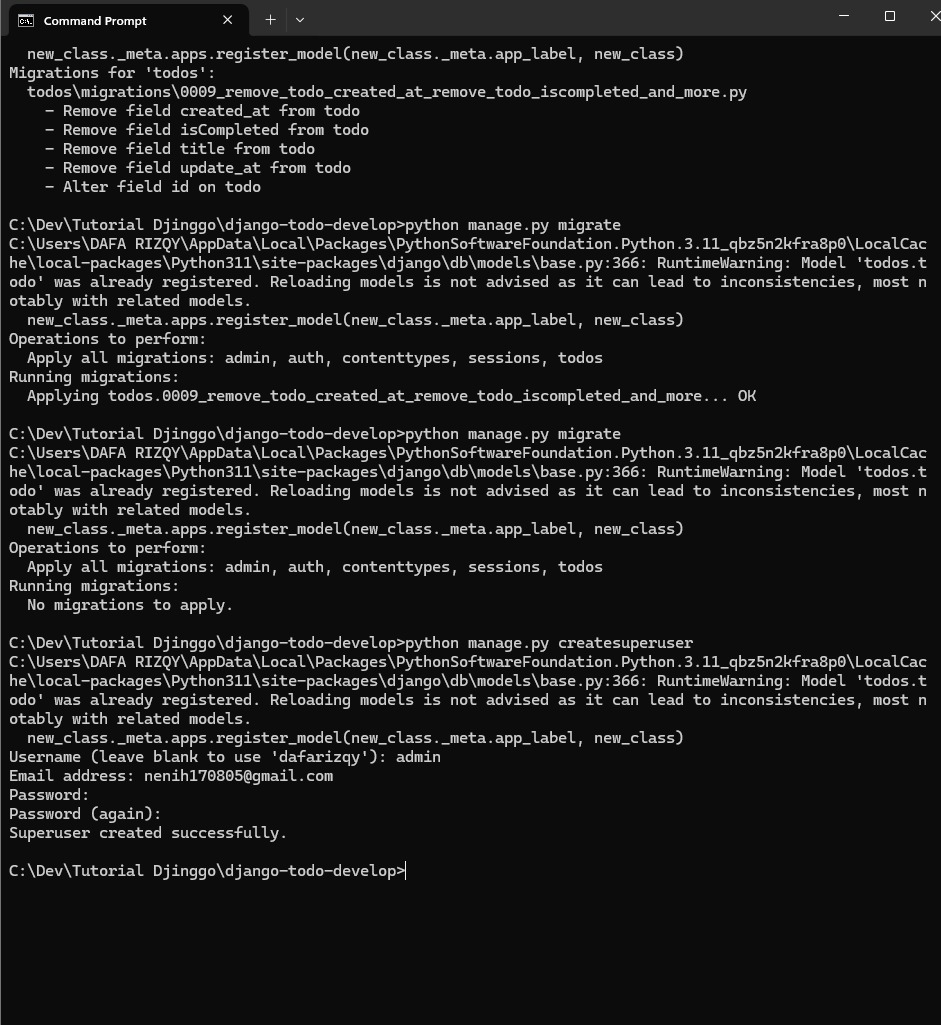 Command Prompt
new_class._meta.apps.register_model(new_class._meta.app_label, new_class)
Migrations for 'todos':
todos\migrations\0009_remove_todo_created_at_remove_todo_iscompleted_and_more.py
- Remove field created_at from todo
- Remove field isCompleted from todo
- Remove field title from todo
- Remove field update_at from todo
- Alter field id on todo
C:\Dev\Tutorial Djinggo\django-todo-develop>python manage.py migrate
C:\Users\DAFA RIZQY\AppData\Local\Packages\PythonSoftwareFoundation.Python.3.11_qbz5n2kfra8p0\LocalCac
he\local-packages\Python311\site-packages\django\db\models\base.py:366: RuntimeWarning: Model 'todos.t
odo' was already registered. Reloading models is not advised as it can lead to inconsistencies, most n
otably with related models.
new_class._meta.apps.register_model(new_class._meta.app_label, new_class)
Operations to perform:
Apply all migrations: admin, auth, contenttypes, sessions, todos
Running migrations:
Applying todos.0009_remove_todo_created_at_remove_todo_iscompleted_and_more... OK
C:\Dev\Tutorial Djinggo\django-todo-develop>python manage.py migrate
C:\Users\DAFA RIZQY\AppData\Local\Packages\PythonSoftwareFoundation.Python.3.11_qbz5n2kfra8p0\LocalCac
he\local-packages\Python311\site-packages\django\db\models\base.py:366: RuntimeWarning: Model 'todos.t
odo' was already registered. Reloading models is not advised as it can lead to inconsistencies, most n
otably with related models.
new_class._meta.apps.register_model(new_class._meta.app_label, new_class)
Operations to perform:
Apply all migrations: admin, auth, contenttypes, sessions, todos
Running migrations:
No migrations to apply.
C:\Dev\Tutorial Djinggo\django-todo-develop>python manage.py createsuperuser
C:\Users\DAFA RIZQY\AppData\Local\Packages\PythonSoftwareFoundation.Python.3.11_qbz5n2kfra8p0\LocalCac
he\local-packages\Python311\site-packages\django\db\models\base.py:366: RuntimeWarning: Model 'todos.t
odo' was already registered. Reloading models is not advised as it can lead to inconsistencies, most n
otably with related models.
new_class._meta.apps.register_model(new_class._meta.app_label, new_class)
Username (leave blank to use 'dafarizqy'): admin
Email address: nenih170805@gmail.com
Password:
Password (again):
Superuser created successfully.
C:\Dev\Tutorial Djinggo\django-todo-develop>